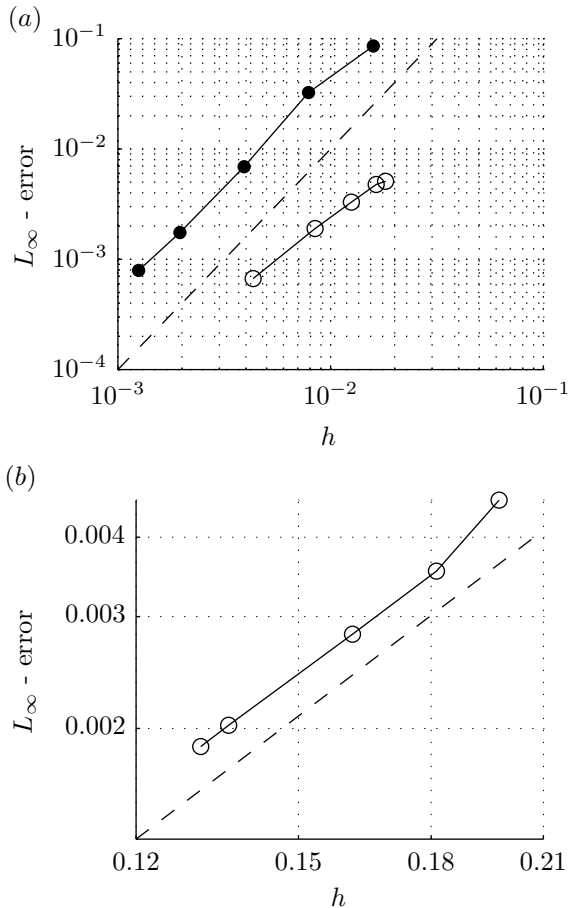 (a)
10⁻¹
10⁻²
10⁻³
10⁻⁴
L∞ - error
10⁻³ 10⁻² 10⁻¹
h
(b)
0.004
0.003
0.002
L∞ - error
0.12 0.15 0.18 0.21
h